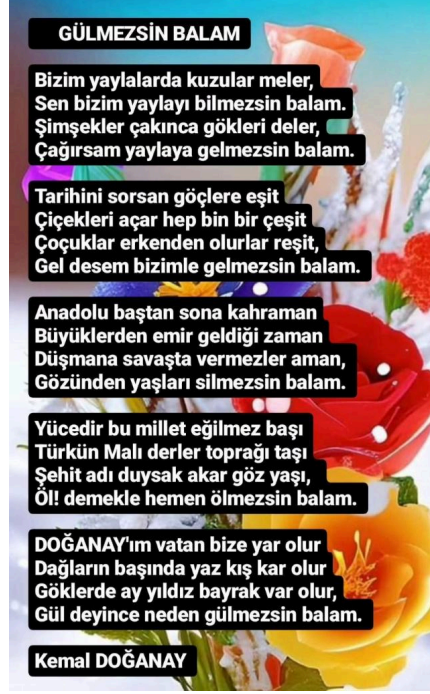 GÜLMEZSİN BALAM
Bizim yaylalarda kuzular meler,
Sen bizim yaylayı bilmezsin balam.
Şimşekler çakınca gökleri deler,
Çağırsam yaylaya gelmezsin balam.
Tarihini sorsan göçlere eşit
Çiçekleri açar hep bin bir çeşit
Çoçuklar erkenden olurlar reşit,
Gel desem bizimle gelmezsin balam.
Anadolu baştan sona kahraman
Büyüklerden emir geldiği zaman
Düşmana savaşta vermezler aman,
Gözünden yaşları silmezsin balam.
Yücedir bu millet eğilmez başı
Türkün Malı derler toprağı taşı
Şehit adı duysak akar göz yaşı,
Öl! demekle hemen ölmezsin balam.
DOĞANAY'ım vatan bize yar olur
Dağların başında yaz kış kar olur
Göklerde ay yıldız bayrak var olur,
Gül deyince neden gülmezsin balam.
Kemal DOĞANAY